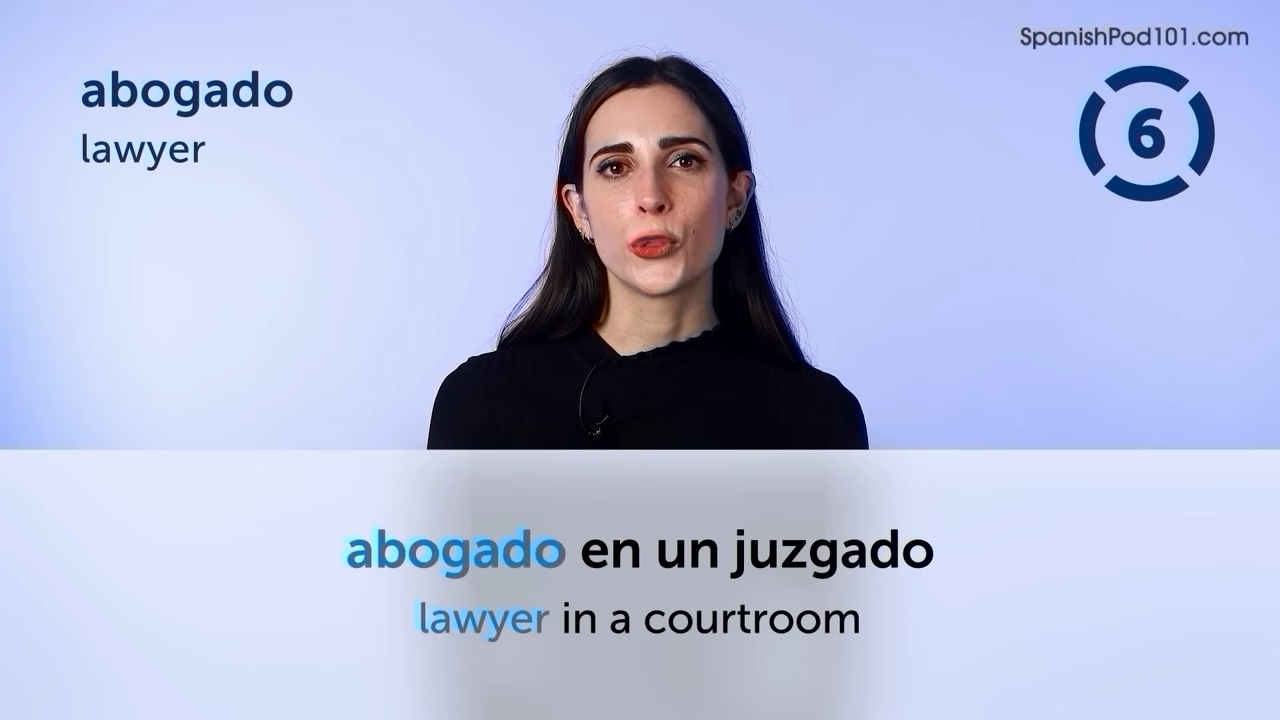 SpanishPod101.com
abogado
lawyer
6
abogado en un juzgado
lawyer in a courtroom